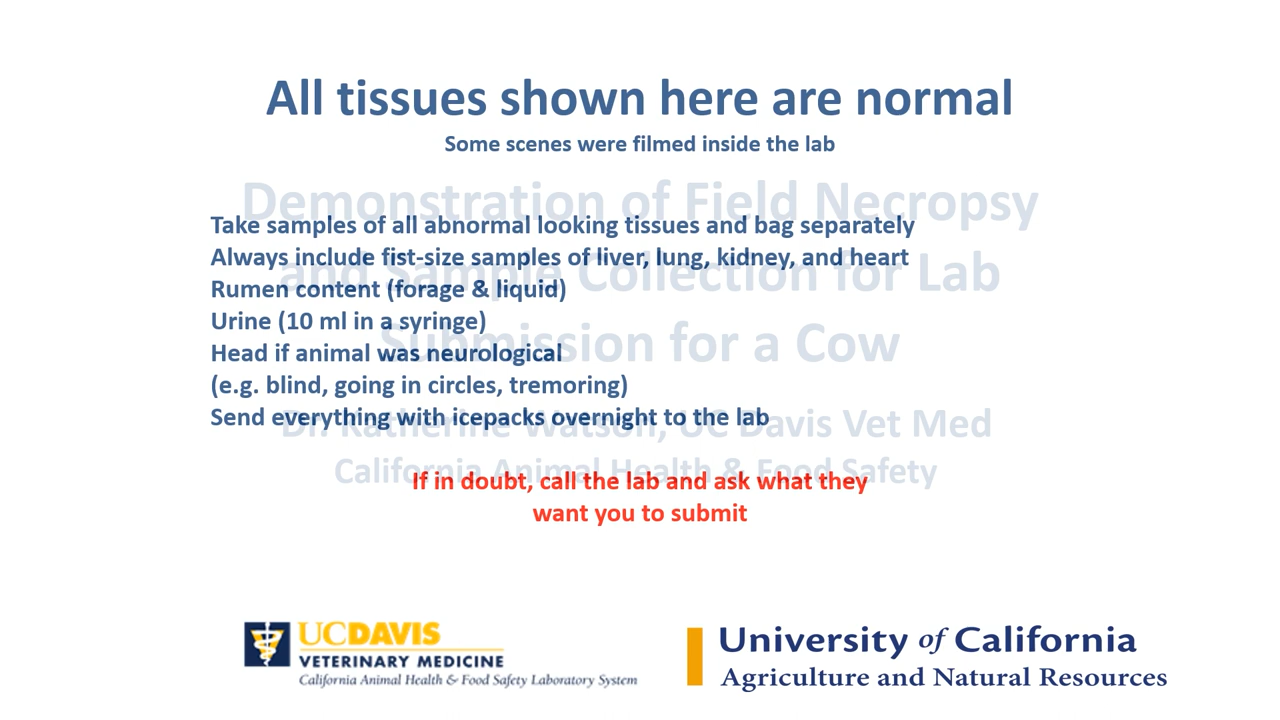 All tissues shown here are normal
Some scenes were filmed inside the lab
Demonstration of Field Necropsy
and Sample Collection for Lab
Submission for a Cow
Dr. Katherine Watson, UC Davis Vet Med
California Animal Health & Food Safety
Take samples of all abnormal looking tissues and bag separately
Always include fist-size samples of liver, lung, kidney, and heart
Rumen content (forage & liquid)
Urine (10 ml in a syringe)
Head if animal was neurological
(e.g. blind, going in circles, tremoring)
Send everything with icepacks overnight to the lab
If in doubt, call the lab and ask what they
want you to submit
UCDAVIS
VETERINARY MEDICINE
California Animal Health & Food Safety Laboratory System
University of California
Agriculture and Natural Resources